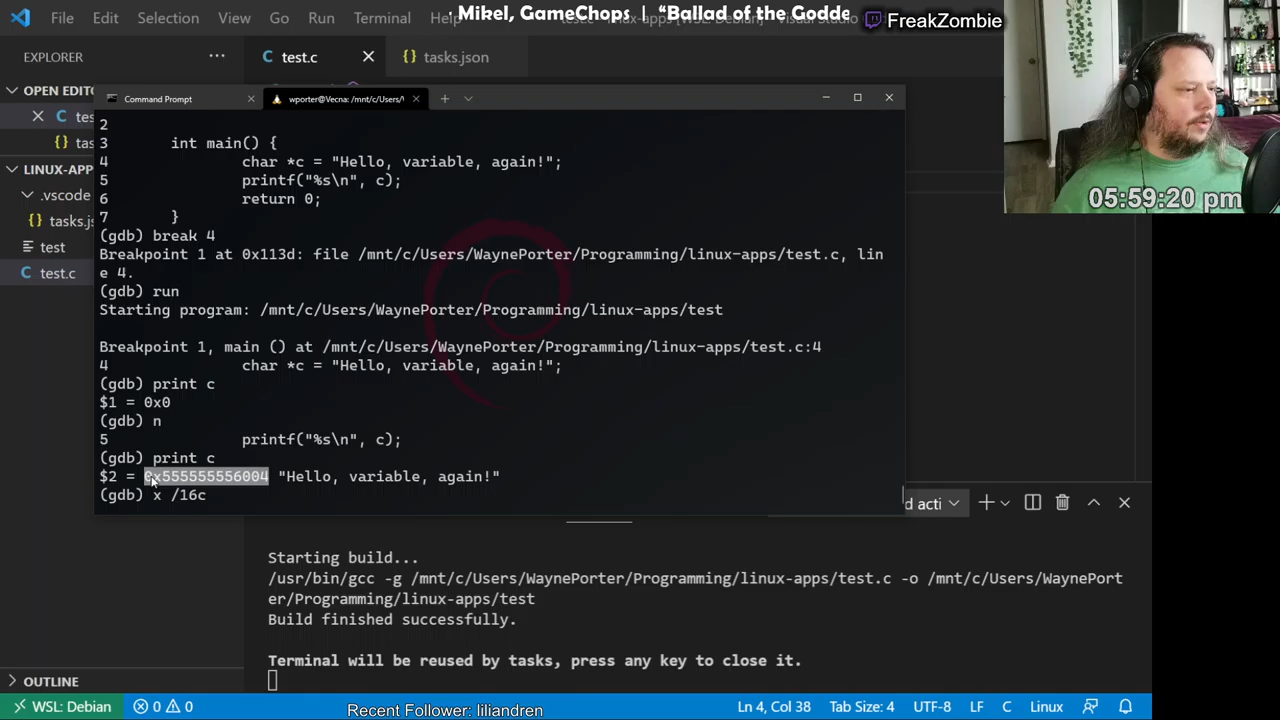 · Mikel, GameChops | “Ballad of the Godde
FreakZombie
File Edit Selection View Go Run Terminal Help
EXPLORER ···
test.c
{} tasks.json
OPEN EDITO
LINUX-APP
.vscode
{} tasks.js
test
test.c
Command Prompt
wporter@Vecna: /mnt/c/Users/
2
3 int main() {
4 char *c = "Hello, variable, again!";
5 printf("%s\n", c);
6 return 0;
7 }
(gdb) break 4
Breakpoint 1 at 0x113d: file /mnt/c/Users/WaynePorter/Programming/linux-apps/test.c, lin
e 4.
(gdb) run
Starting program: /mnt/c/Users/WaynePorter/Programming/linux-apps/test
Breakpoint 1, main () at /mnt/c/Users/WaynePorter/Programming/linux-apps/test.c:4
4 char *c = "Hello, variable, again!";
(gdb) print c
$1 = 0x0
(gdb) n
5 printf("%s\n", c);
(gdb) print c
$2 = 0x555555556004 "Hello, variable, again!"
(gdb) x /16c
05:59:20 pm
d acti
Starting build...
/usr/bin/gcc -g /mnt/c/Users/WaynePorter/Programming/linux-apps/test.c -o /mnt/c/Users/WaynePort
er/Programming/linux-apps/test
Build finished successfully.
Terminal will be reused by tasks, press any key to close it.
OUTLINE
WSL: Debian 0 0
Recent Follower: liliandren
Ln 4, Col 38 Tab Size: 4 UTF-8 LF C Linux